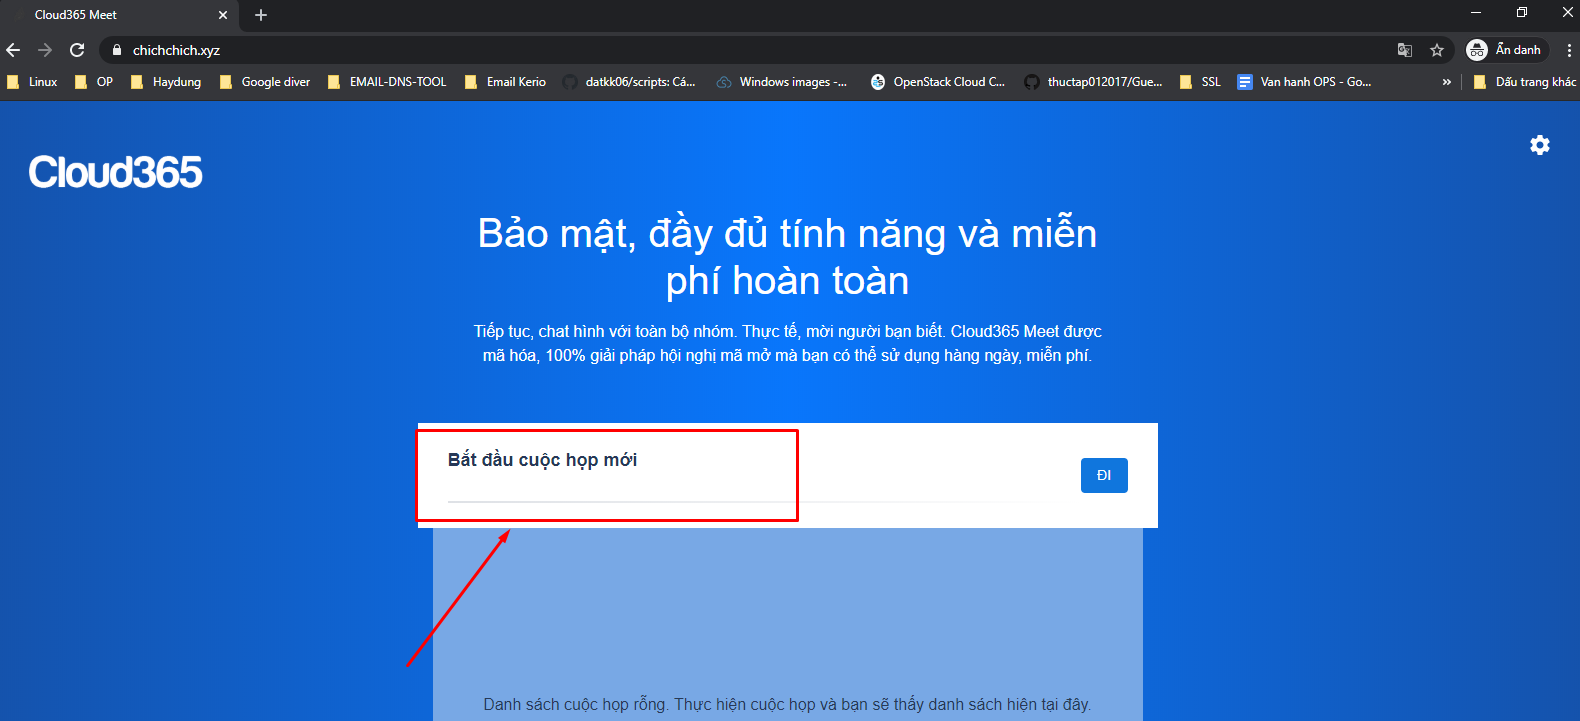 Cloud365 Meet
chichchich.xyz
Ẩn danh
Linux OP Haydung Google diver EMAIL-DNS-TOOL Email Kerio datkk06/scripts: Cá... Windows images -... OpenStack Cloud C... thuctap012017/Gue... SSL Van hanh OPS - Go... » Dấu trang khác
Cloud365
Bảo mật, đầy đủ tính năng và miễn
phí hoàn toàn
Tiếp tục, chat hình với toàn bộ nhóm. Thực tế, mời người bạn biết. Cloud365 Meet được
mã hóa, 100% giải pháp hội nghị mã mở mà bạn có thể sử dụng hàng ngày, miễn phí.
Bắt đầu cuộc họp mới
ĐI
Danh sách cuộc họp rỗng. Thực hiện cuộc họp và bạn sẽ thấy danh sách hiện tại đây.